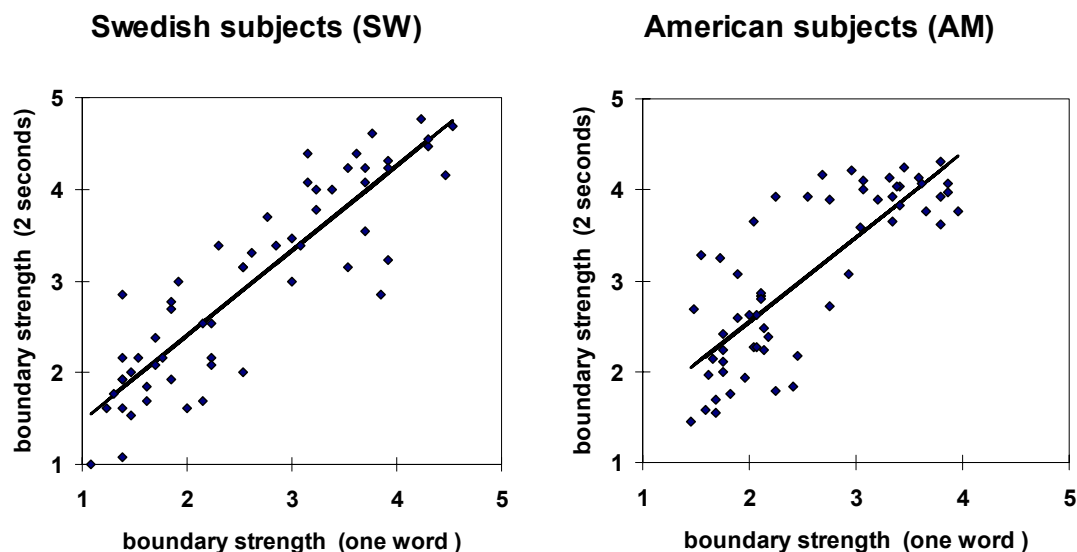 Swedish subjects (SW)
boundary strength (2 seconds)
5
4
3
2
1
1 2 3 4 5
boundary strength (one word )
American subjects (AM)
boundary strength (2 seconds)
5
4
3
2
1
1 2 3 4 5
boundary strength (one word )